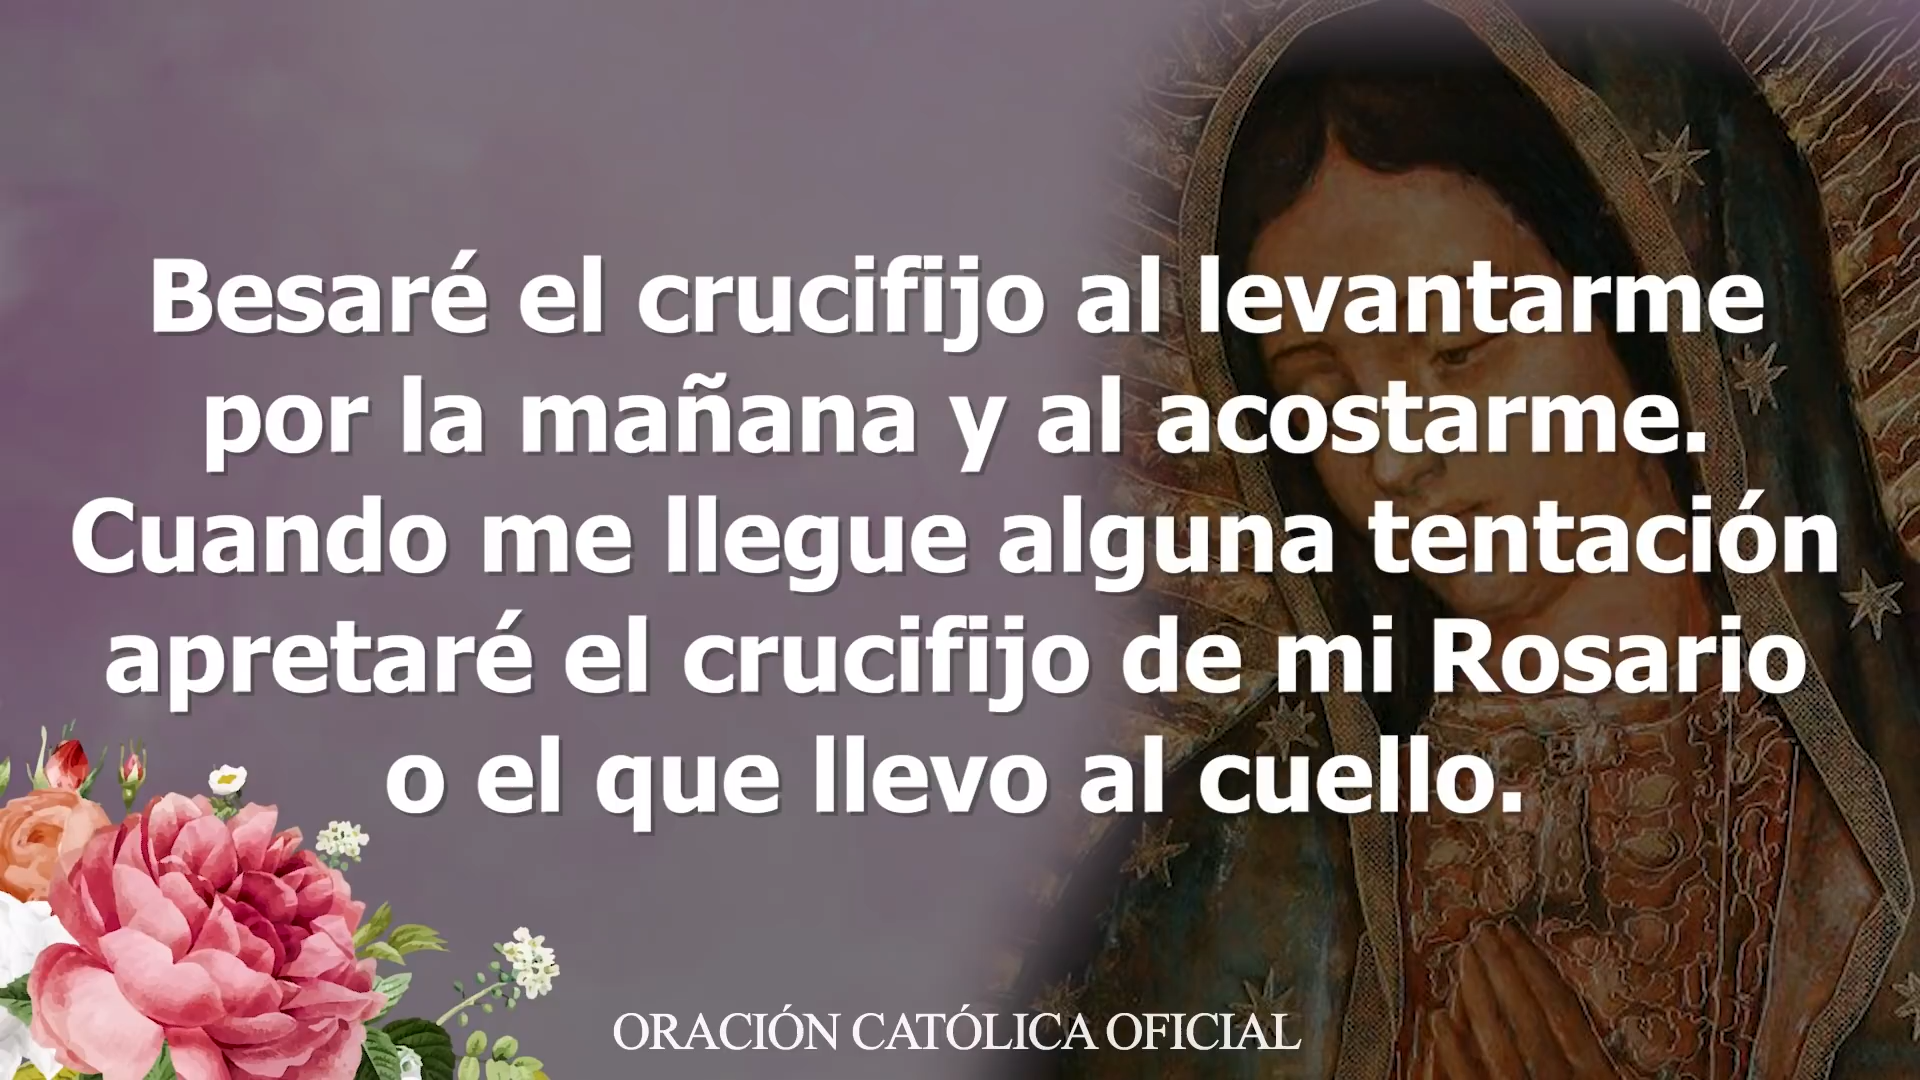 Besaré el crucifijo al levantarme
por la mañana y al acostarme.
Cuando me llegue alguna tentación
apretaré el crucifijo de mi Rosario
o el que llevo al cuello.
ORACIÓN CATÓLICA OFICIAL